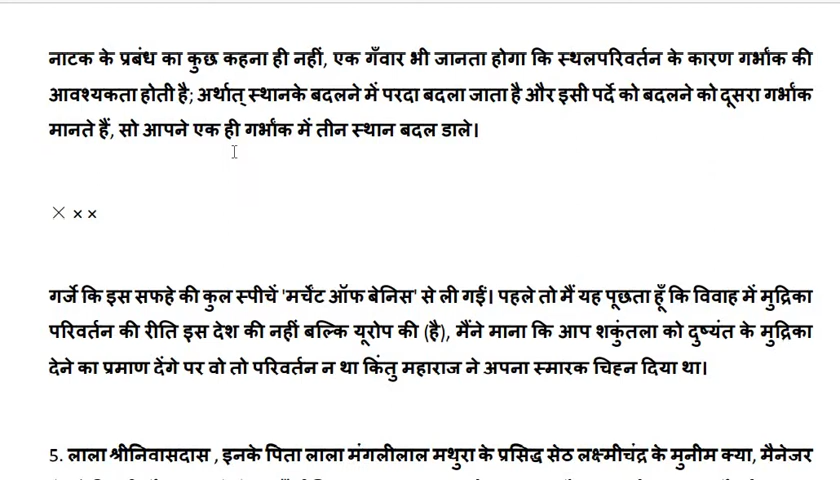 नाटक के प्रबंध का कुछ कहना ही नहीं, एक गँवार भी जानता होगा कि स्थलपरिवर्तन के कारण गर्भांक की
आवश्यकता होती है; अर्थात् स्थानके बदलने में परदा बदला जाता है और इसी पर्दे को बदलने को दूसरा गर्भांक
मानते हैं, सो आपने एक ही गर्भांक में तीन स्थान बदल डाले।
× × ×
गर्जे कि इस सफहे की कुल स्पीचें 'मर्चेंट ऑफ बेनिस' से ली गईं। पहले तो मैं यह पूछता हूँ कि विवाह में मुद्रिका
परिवर्तन की रीति इस देश की नहीं बल्कि यूरोप की (है), मैंने माना कि आप शकुंतला को दुष्यंत के मुद्रिका
देने का प्रमाण देंगे पर वो तो परिवर्तन न था किंतु महाराज ने अपना स्मारक चिह्न दिया था।
5. लाला श्रीनिवासदास , इनके पिता लाला मंगलीलाल मथुरा के प्रसिद्ध सेठ लक्ष्मीचंद्र के मुनीम क्या, मैनेजर